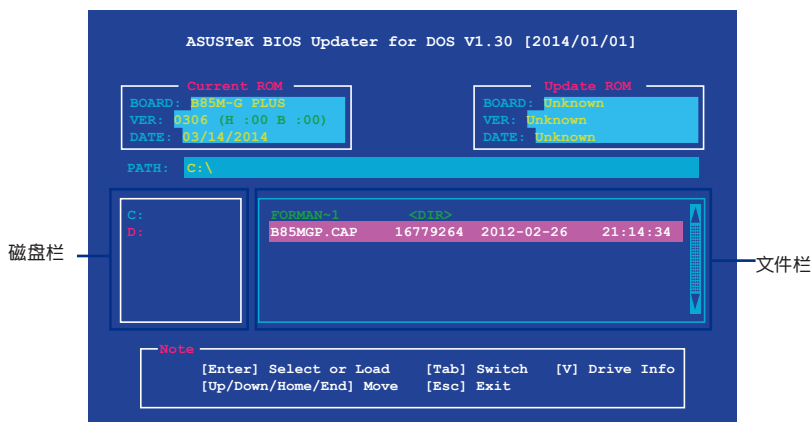 ASUSTeK BIOS Updater for DOS V1.30 [2014/01/01]
Current ROM
BOARD: B85M-G PLUS
VER: 0306 (H :00 B :00)
DATE: 03/14/2014
Update ROM
BOARD: Unknown
VER: Unknown
DATE: Unknown
PATH: C:\
C:
D:
FORMAN~1 <DIR>
B85MGP.CAP 16779264 2012-02-26 21:14:34
磁盘栏
文件栏
Note
[Enter] Select or Load [Tab] Switch [V] Drive Info
[Up/Down/Home/End] Move [Esc] Exit